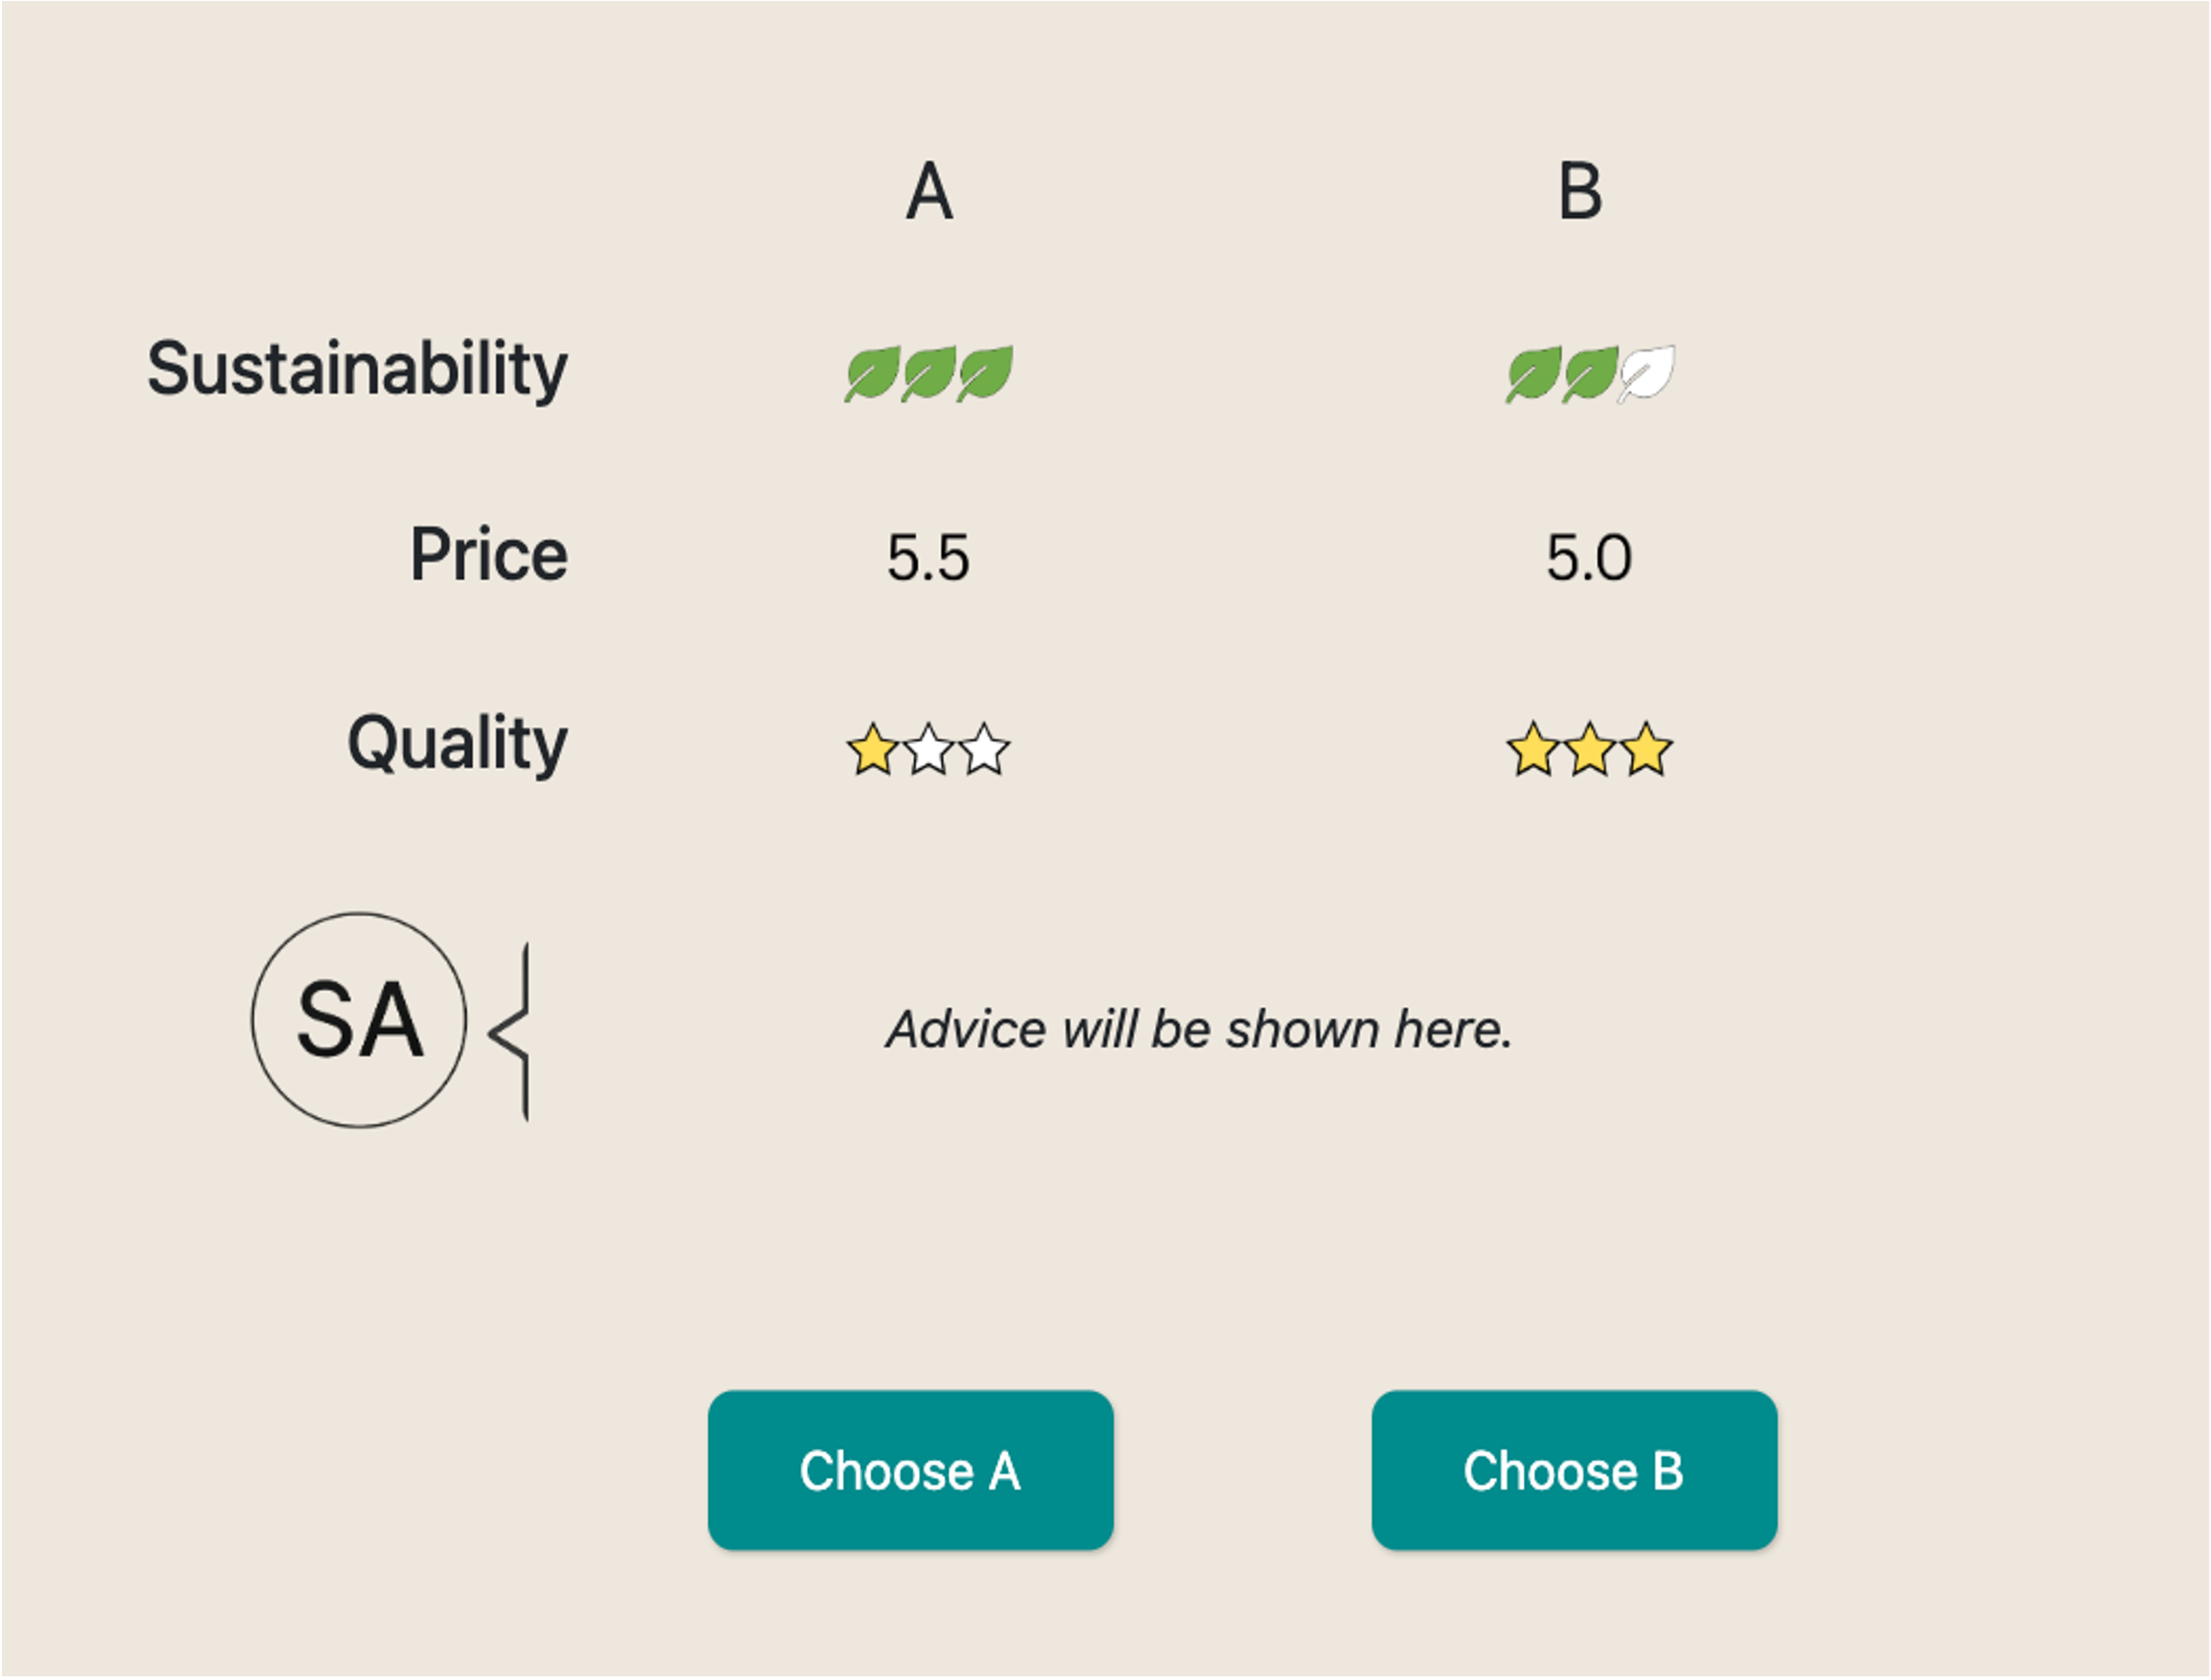 A B
Sustainability
Price 5.5 5.0
Quality
SA
Advice will be shown here.
Choose A Choose B